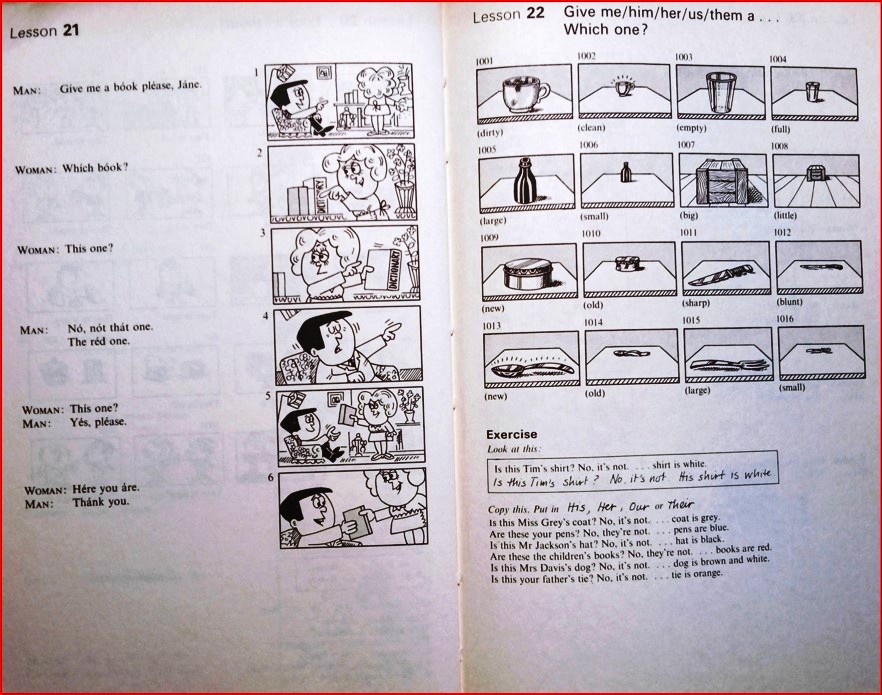 Lesson 21
MAN: Give me a bóok pléase, Jáne.
1
WOMAN: Whích bóok?
2
DICTIONARY
WOMAN: This one?
3
DICTIONARY
MAN: Nó, nót thát one.
The réd one.
4
WOMAN: This one?
MAN: Yés, pléase.
5
WOMAN: Hére you áre.
MAN: Thánk you.
6
Lesson 22 Give me/him/her/us/them a . . .
Which one?
1001 1002 1003 1004
(dirty) (clean) (empty) (full)
1005 1006 1007 1008
(large) (small) (big) (little)
1009 1010 1011 1012
(new) (old) (sharp) (blunt)
1013 1014 1015 1016
(new) (old) (large) (small)
Exercise
Look at this:
Is this Tim's shirt? No, it's not. . . . shirt is white.
Is this Tim's shirt? No, it's not. His shirt is white.
Copy this. Put in His, Her, Our or Their
Is this Miss Grey's coat? No, it's not. . . . coat is grey.
Are these your pens? No, they're not. . . . pens are blue.
Is this Mr Jackson's hat? No, it's not. . . . hat is black.
Are these the children's books? No, they're not. . . . books are red.
Is this Mrs Davis's dog? No, it's not. . . . dog is brown and white.
Is this your father's tie? No, it's not. . . . tie is orange.